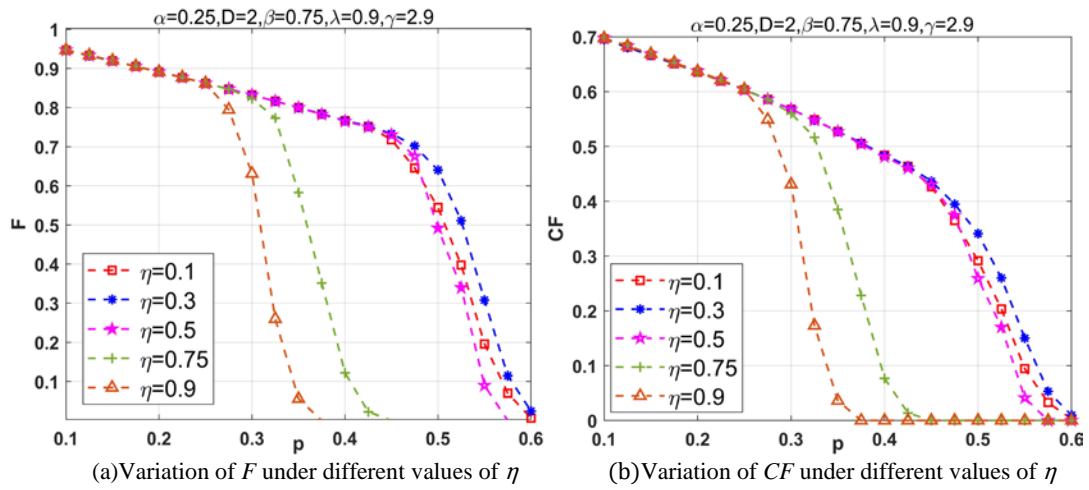 α=0.25,D=2,β=0.75,λ=0.9,γ=2.9
1
0.9
0.8
0.7
0.6
0.5
0.4
0.3
0.2
0.1
F
η=0.1
η=0.3
η=0.5
η=0.75
η=0.9
0.1 0.2 0.3 0.4 0.5 0.6
p
(a)Variation of F under different values of η
α=0.25,D=2,β=0.75,λ=0.9,γ=2.9
0.7
0.6
0.5
0.4
0.3
0.2
0.1
0
CF
η=0.1
η=0.3
η=0.5
η=0.75
η=0.9
0.1 0.2 0.3 0.4 0.5 0.6
p
(b)Variation of CF under different values of η